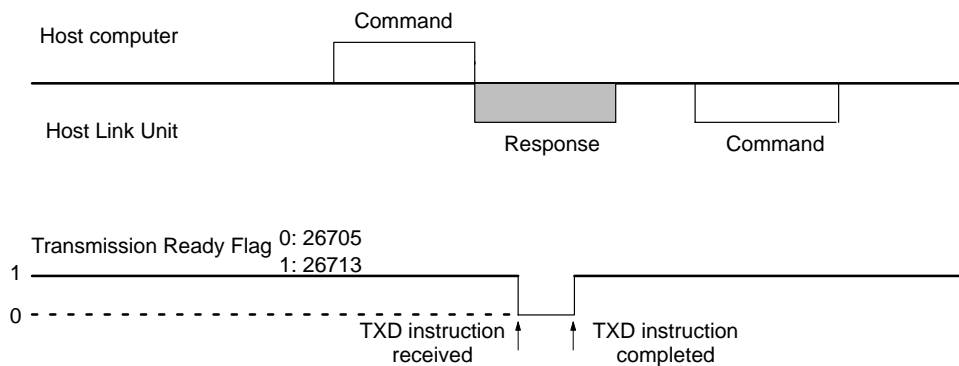 Command
Host computer
Host Link Unit
Response
Command
Transmission Ready Flag
0: 26705
1: 26713
1
0
TXD instruction
received
TXD instruction
completed